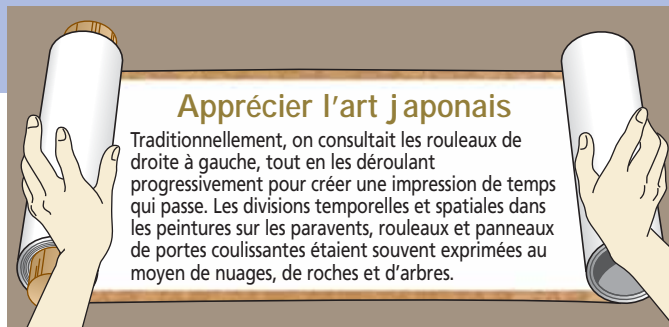 Apprécier l'art japonais
Traditionnellement, on consultait les rouleaux de
droite à gauche, tout en les déroulant
progressivement pour créer une impression de temps
qui passe. Les divisions temporelles et spatiales dans
les peintures sur les paravents, rouleaux et panneaux
de portes coulissantes étaient souvent exprimées au
moyen de nuages, de roches et d'arbres.